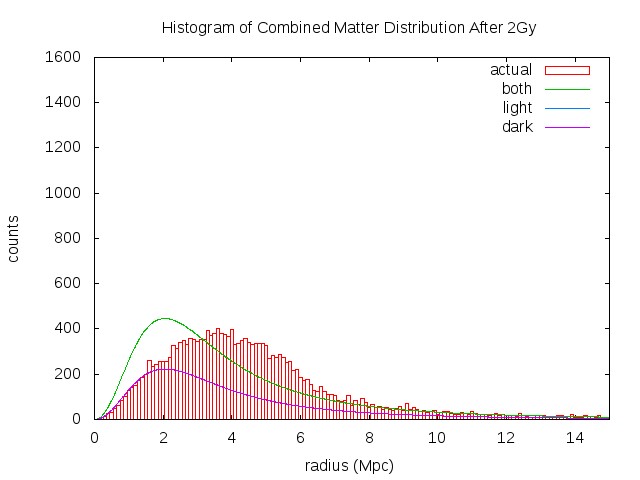 Histogram of Combined Matter Distribution After 2Gy
1600
1400
1200
1000
800
600
400
200
0
counts
actual
both
light
dark
0 2 4 6 8 10 12 14
radius (Mpc)